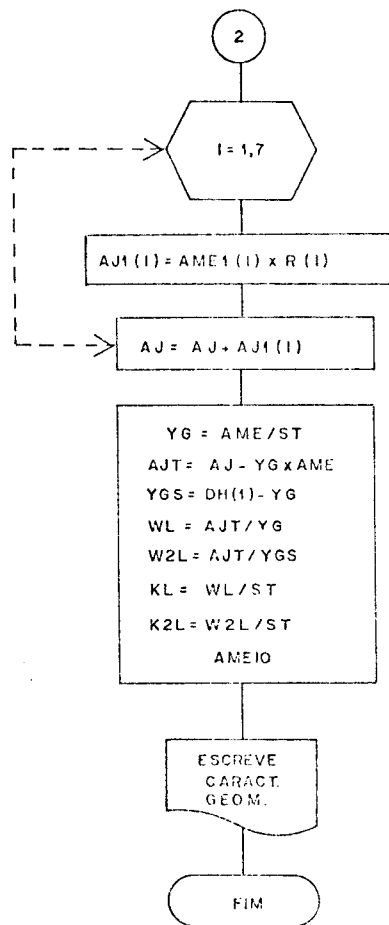 2
I = 1,7
AJ1(I) = AME1(I) x R(I)
AJ = AJ + AJ1(I)
YG = AME/ST
AJT = AJ - YG x AME
YGS = DH(1) - YG
WL = AJT/YG
W2L = AJT/YGS
KL = WL/ST
K2L = W2L/ST
AMEIO
ESCREVE
CARACT.
GEOM.
FIM